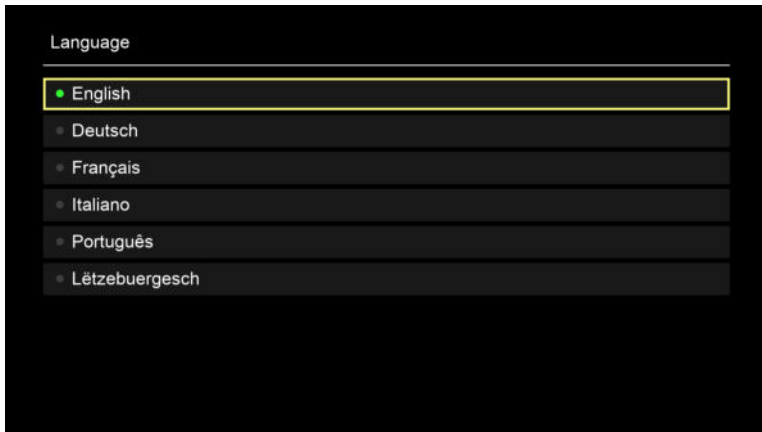 Language
English
Deutsch
Français
Italiano
Português
Lëtzebuergesch